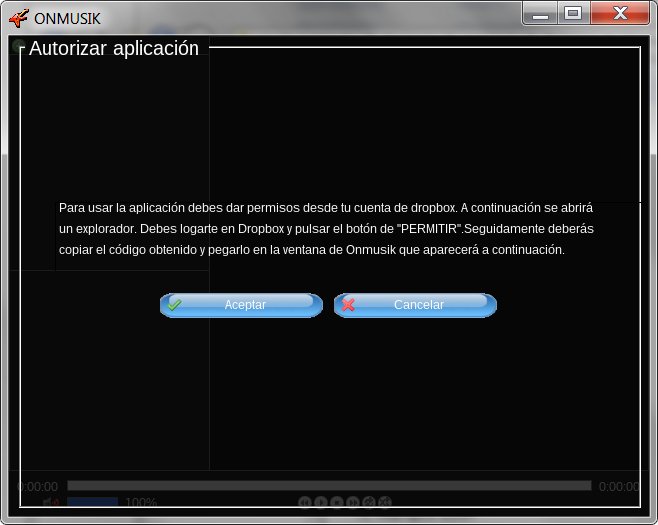 ONMUSIK
Autorizar aplicación
Para usar la aplicación debes dar permisos desde tu cuenta de dropbox. A continuación se abrirá
un explorador. Debes logarte en Dropbox y pulsar el botón de "PERMITIR".Seguidamente deberás
copiar el código obtenido y pegarlo en la ventana de Onmusik que aparecerá a continuación.
Aceptar
Cancelar
0:00:00
0:00:00
100%